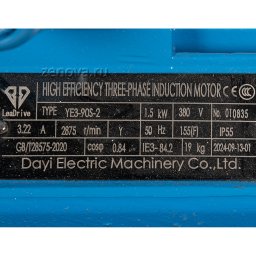 zenova.ru
HIGH EFFICIENCY THREE-PHASE INDUCTION MOTOR
LeaDrive
TYPE YE3-90S-2 1.5 kW 380 V No. 010835
3.22 A 2875 r/min Y 50 Hz 155(F) IP55
GB/T28575-2020 cosφ 0.84 IE3-84.2 19 kg 2024-09-13-01
Dayi Electric Machinery Co.,Ltd.